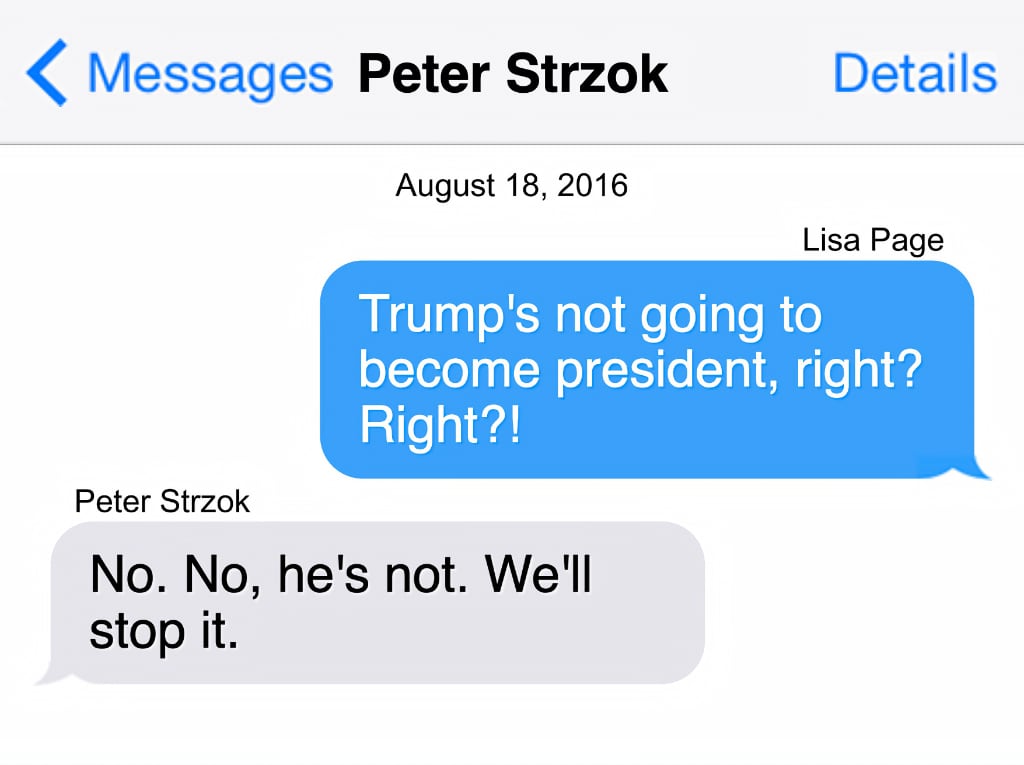 Messages Peter Strzok Details
August 18, 2016
Lisa Page
Trump's not going to
become president, right?
Right?!
Peter Strzok
No. No, he's not. We'll
stop it.